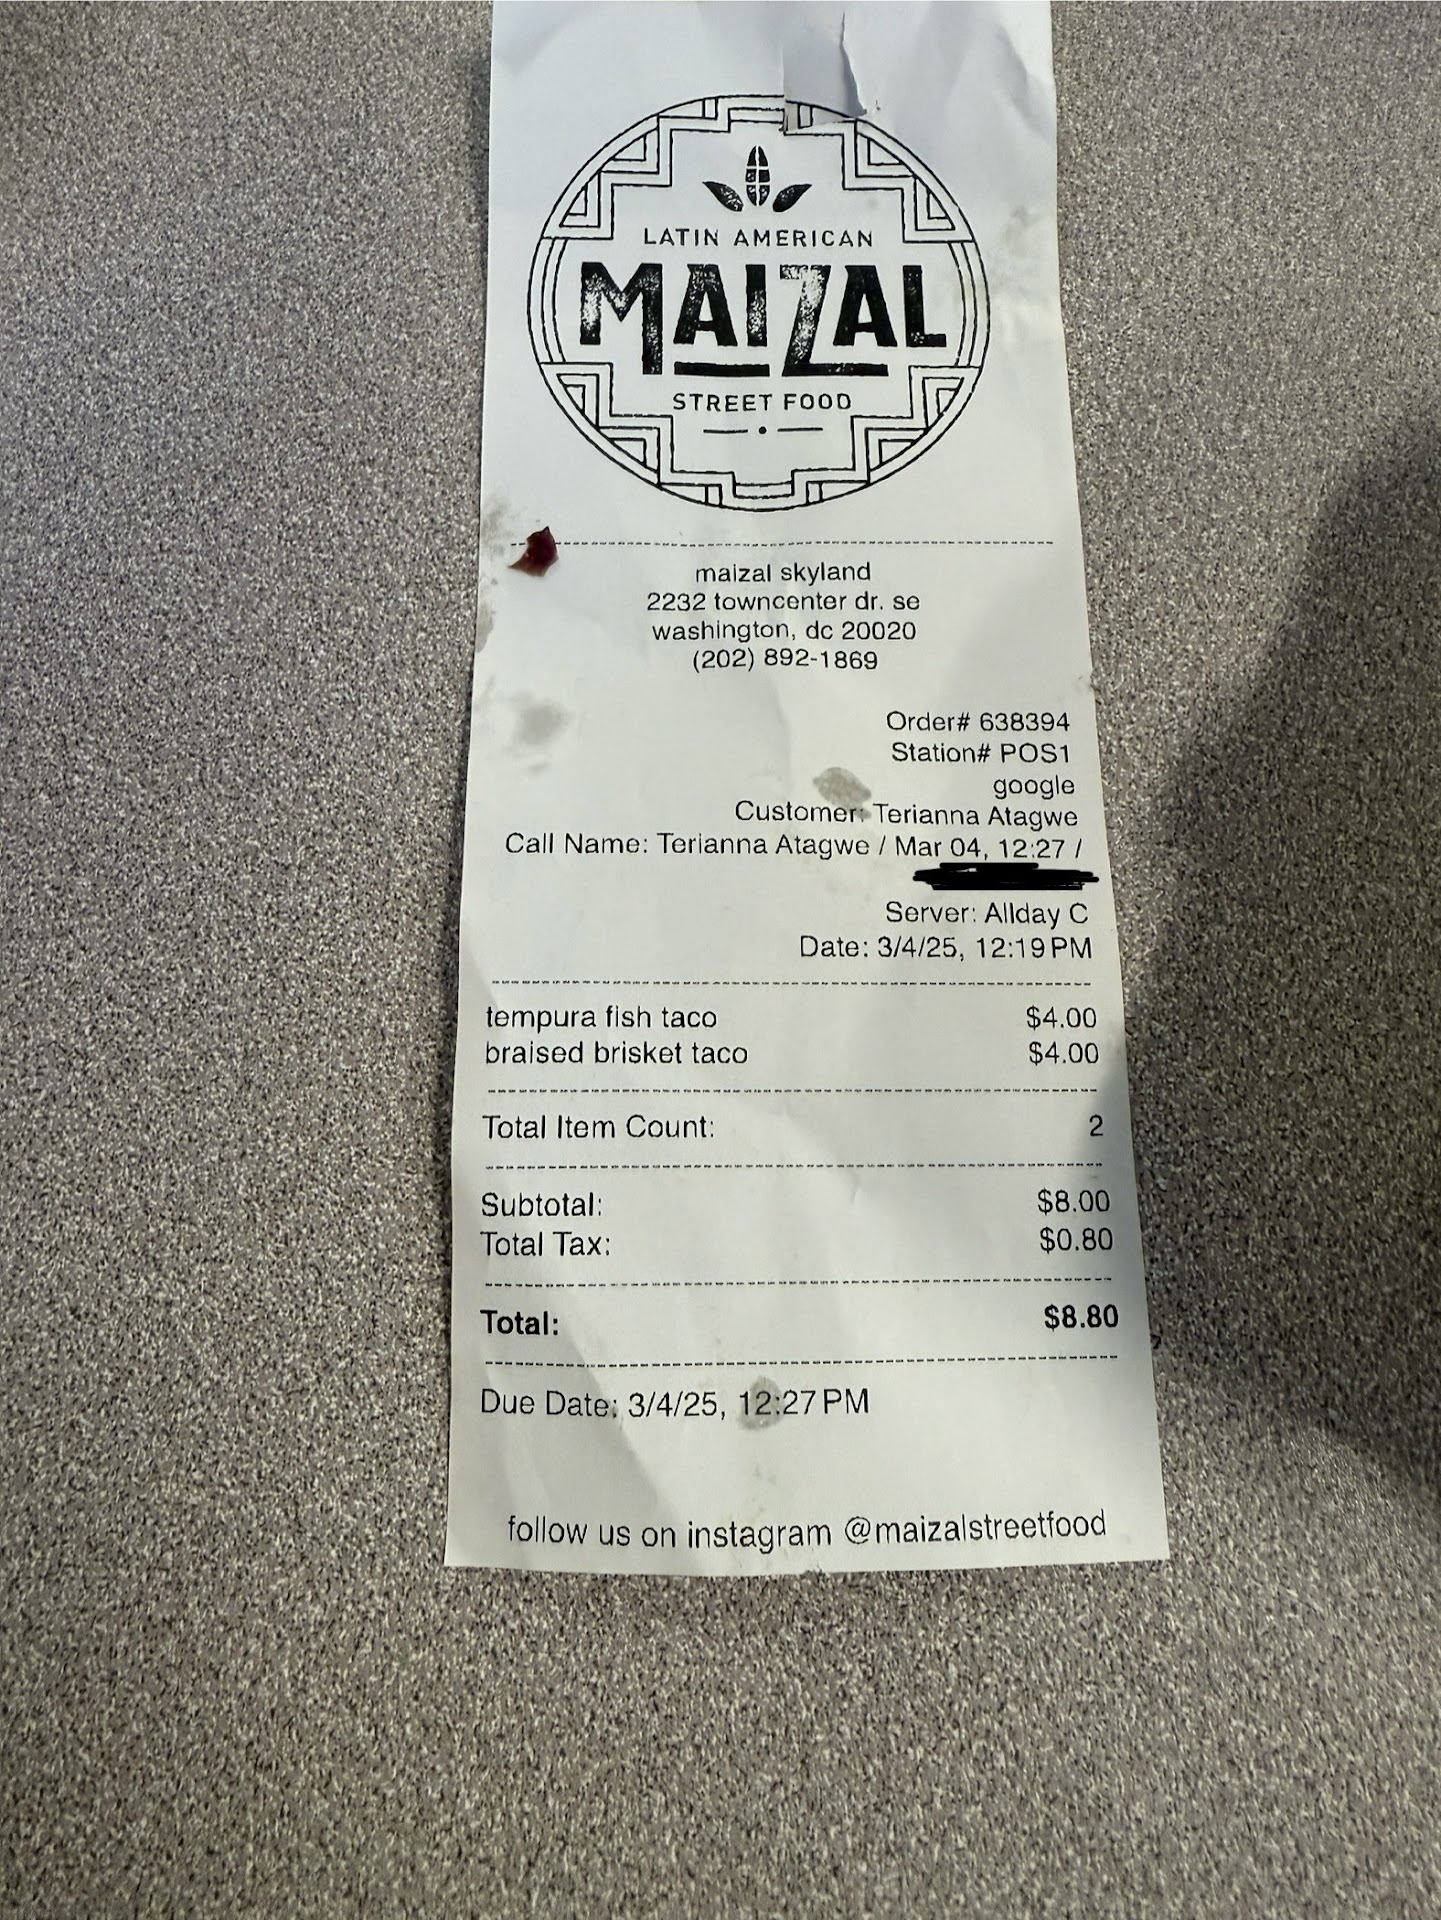 LATIN AMERICAN
MAIZAL
STREET FOOD
maizal skyland
2232 towncenter dr. se
washington, dc 20020
(202) 892-1869
Order# 638394
Station# POS1
google
Customer: Terianna Atagwe
Call Name: Terianna Atagwe / Mar 04, 12:27 /
Server: Allday C
Date: 3/4/25, 12:19 PM
tempura fish taco $4.00
braised brisket taco $4.00
Total Item Count: 2
Subtotal: $8.00
Total Tax: $0.80
Total: $8.80
Due Date: 3/4/25, 12:27 PM
follow us on instagram @maizalstreetfood